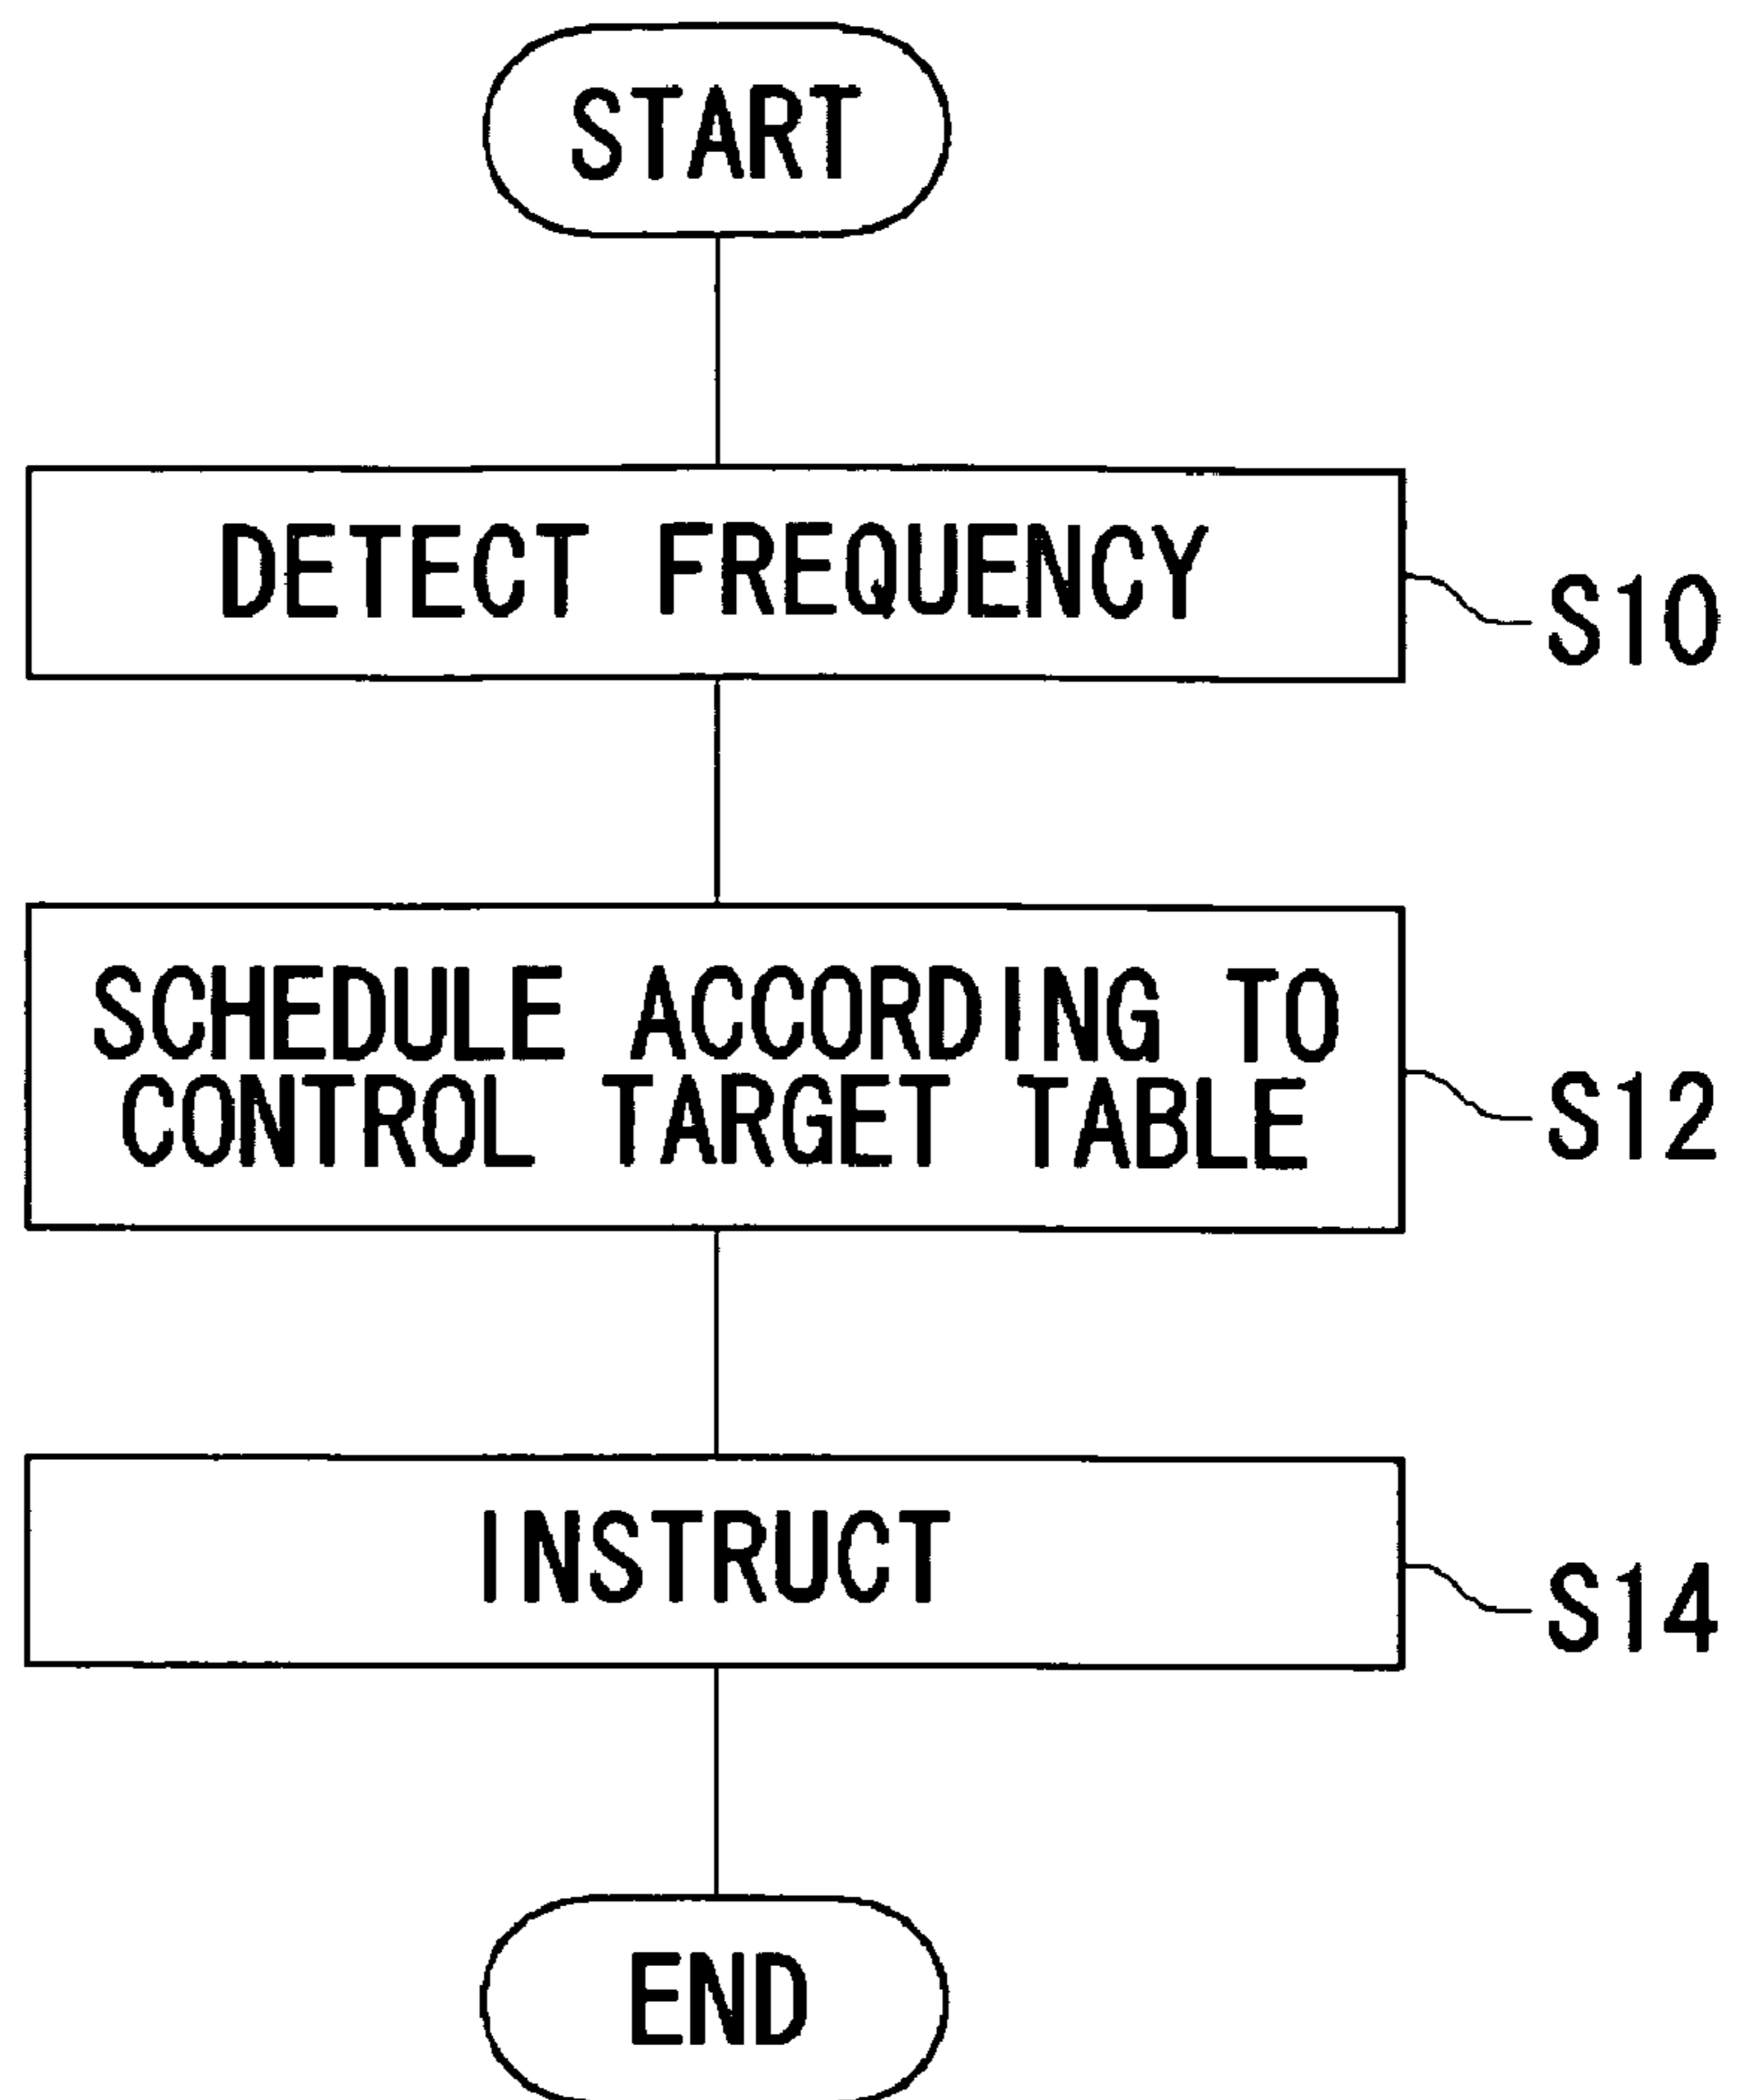 START
DETECT FREQUENCY
S10
SCHEDULE ACCORDING TO
CONTROL TARGET TABLE
S12
INSTRUCT
S14
END